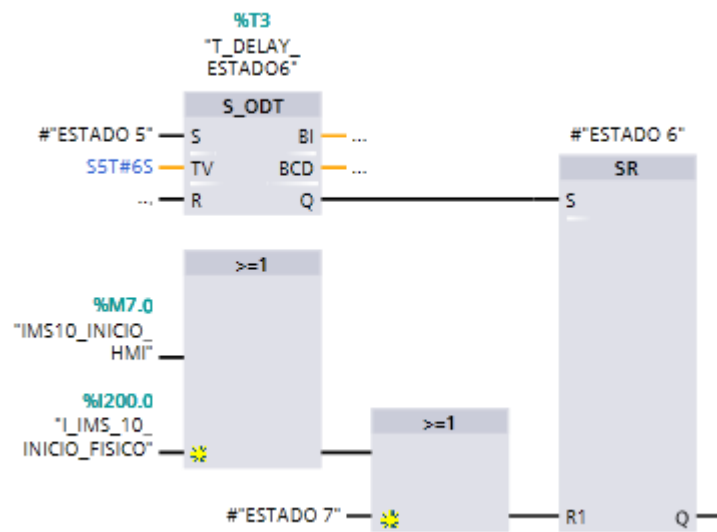 %T3
"T_DELAY_
ESTADO6"
S_ODT
#"ESTADO 5" S BI ...
S5T#6S TV BCD ...
... R Q
#"ESTADO 6"
SR
S
>=1
%M7.0
"IMS10_INICIO_
HMI"
%I200.0
"I_IMS_10_
INICIO_FISICO"
>=1
#"ESTADO 7"
R1 Q